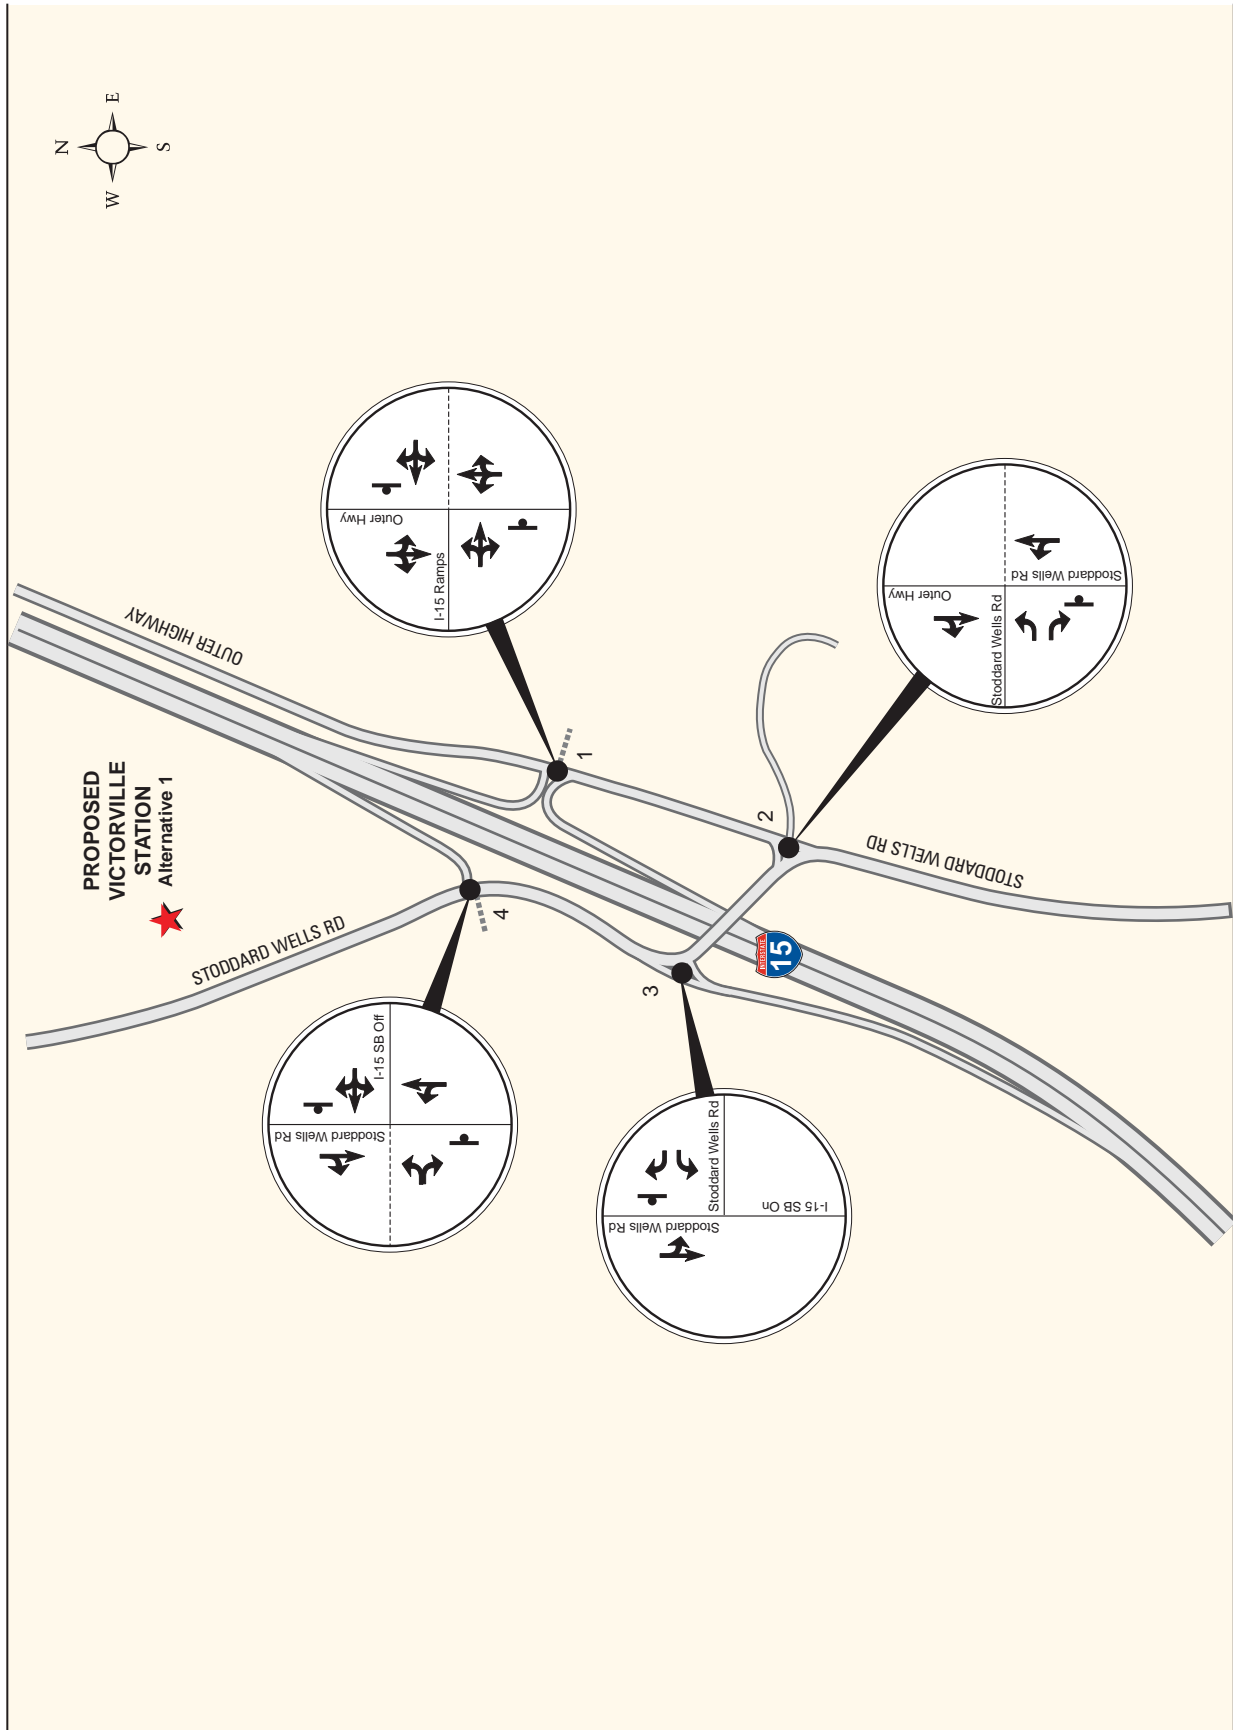 N
E
S
W
OUTER HIGHWAY
PROPOSED
VICTORVILLE
STATION
Alternative 1
STODDARD WELLS RD
Outer Hwy
I-15 Ramps
1
2
Outer Hwy
Stoddard Wells Rd
Stoddard Wells Rd
STODDARD WELLS RD
4
3
INTERSTATE
15
I-15 SB Off
Stoddard Wells Rd
Stoddard Wells Rd
Stoddard Wells Rd
I-15 SB On